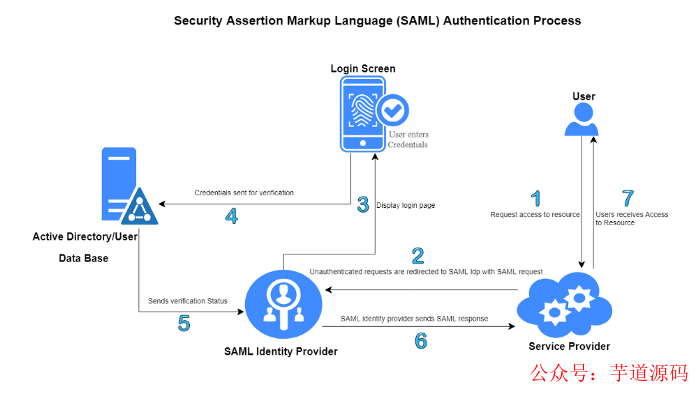 Security Assertion Markup Language (SAML) Authentication Process
Login Screen
User
User enters
Credentials
Credentials sent for verification
4
3
Display login page
1
Request access to resource
7
Users receives Access
to Resource
Active Directory/User
Data Base
2
Unauthenticated requests are redirected to SAML Idp with SAML request
Sends verification Status
5
SAML identity provider sends SAML response
6
SAML Identity Provider
Service Provider
公众号：芋道源码